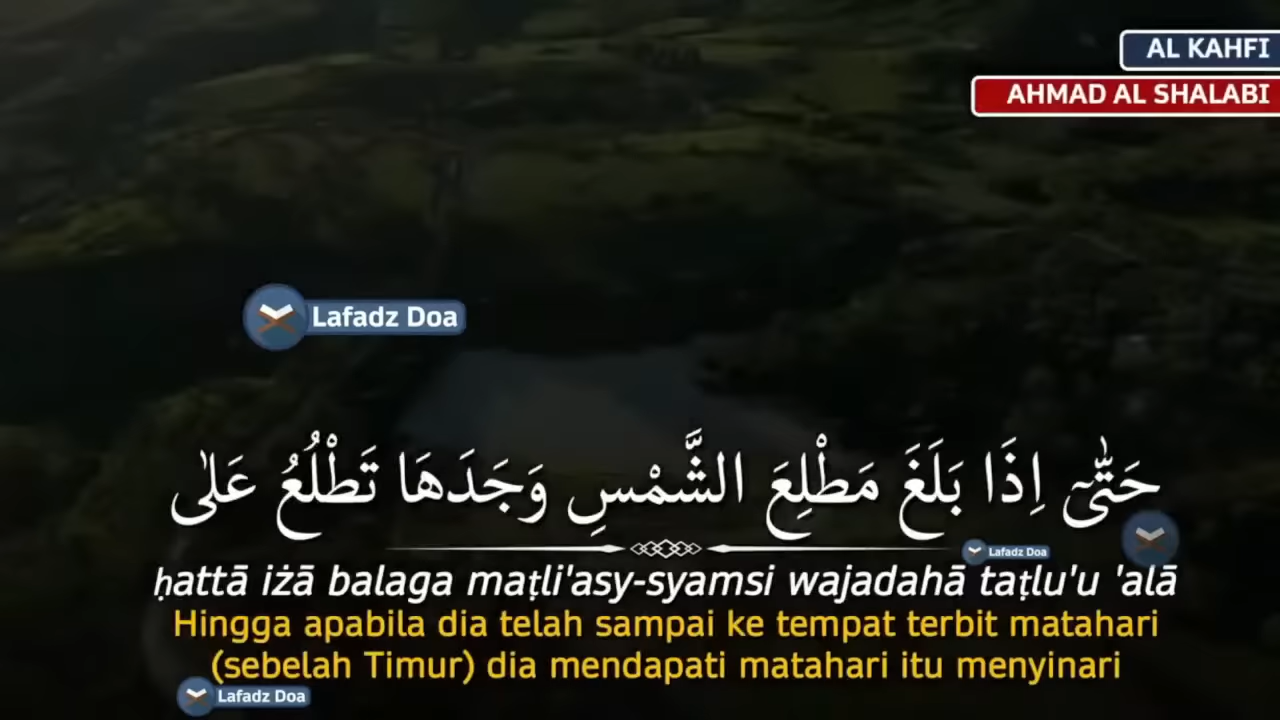 AL KAHFI
AHMAD AL SHALABI
Lafadz Doa
حَتّٰىٓ اِذَا بَلَغَ مَطْلِعَ الشَّمْسِ وَجَدَهَا تَطْلُعُ عَلٰى
Lafadz Doa
ḥattā iżā balaga maṭli'asy-syamsi wajadahā taṭlu'u 'alā
Hingga apabila dia telah sampai ke tempat terbit matahari
(sebelah Timur) dia mendapati matahari itu menyinari
Lafadz Doa